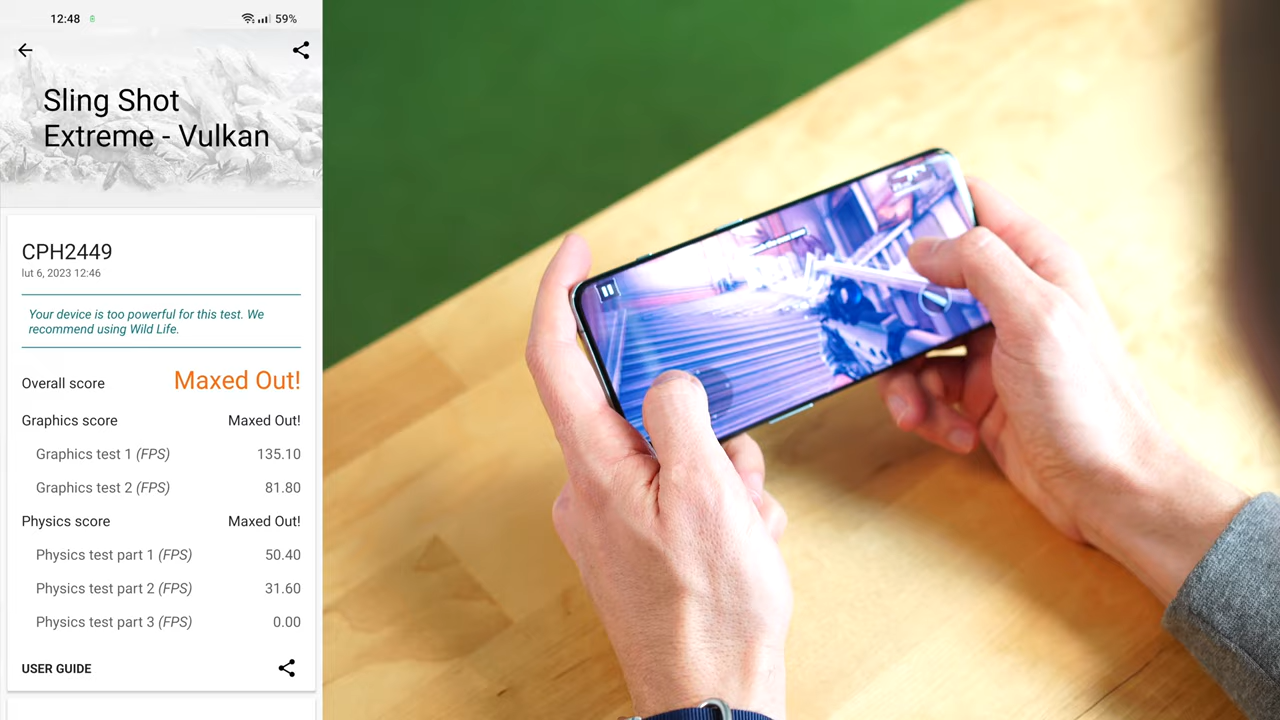 12:48
59%
Sling Shot
Extreme - Vulkan
CPH2449
lut 6, 2023 12:46
Your device is too powerful for this test. We
recommend using Wild Life.
Overall score Maxed Out!
Graphics score Maxed Out!
Graphics test 1 (FPS) 135.10
Graphics test 2 (FPS) 81.80
Physics score Maxed Out!
Physics test part 1 (FPS) 50.40
Physics test part 2 (FPS) 31.60
Physics test part 3 (FPS) 0.00
USER GUIDE